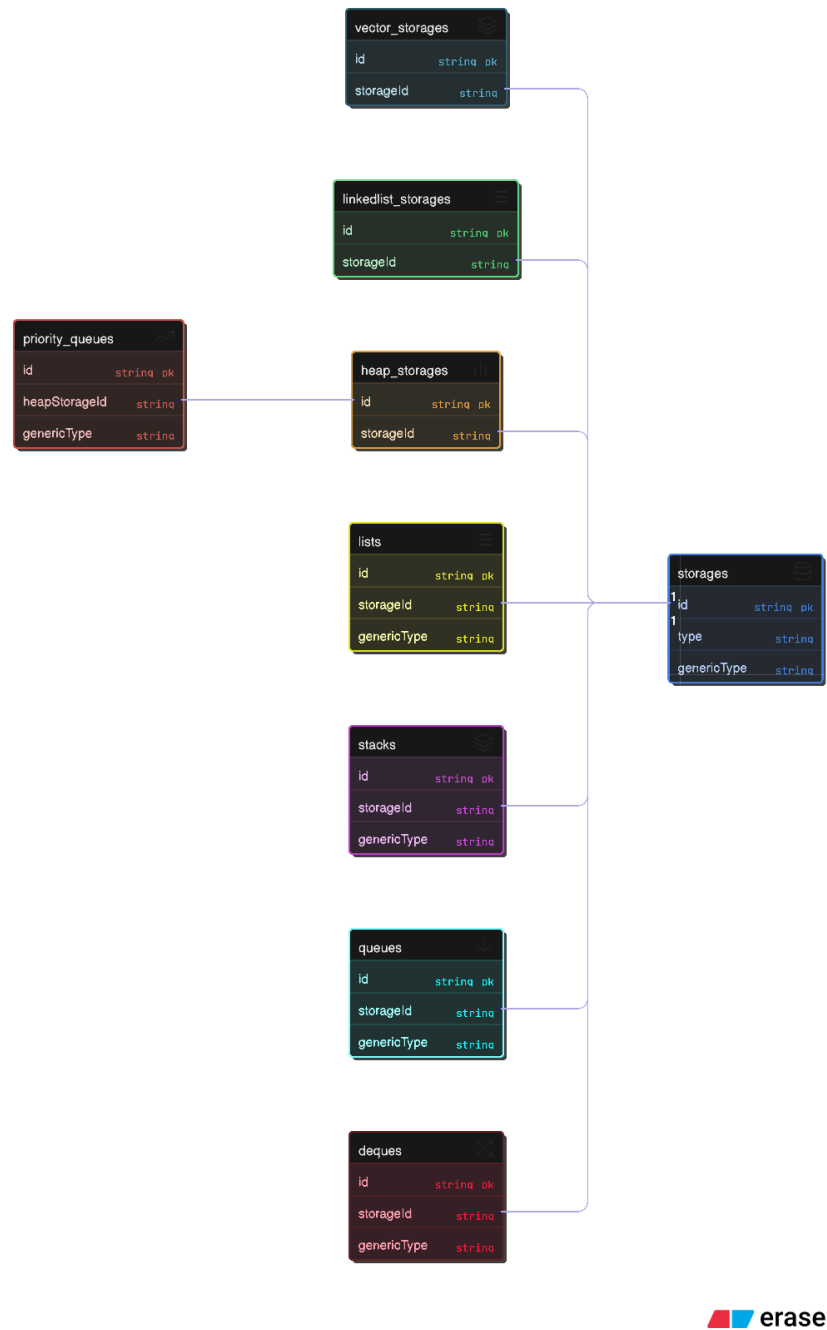 vector_storages
id string pk
storageId string
linkedlist_storages
id string pk
storageId string
priority_queues
id string pk
heapStorageId string
genericType string
heap_storages
id string pk
storageId string
lists
id string pk
storageId string
genericType string
storages
1
id string pk
1
type string
genericType string
stacks
id string pk
storageId string
genericType string
queues
id string pk
storageId string
genericType string
deques
id string pk
storageId string
genericType string
erase